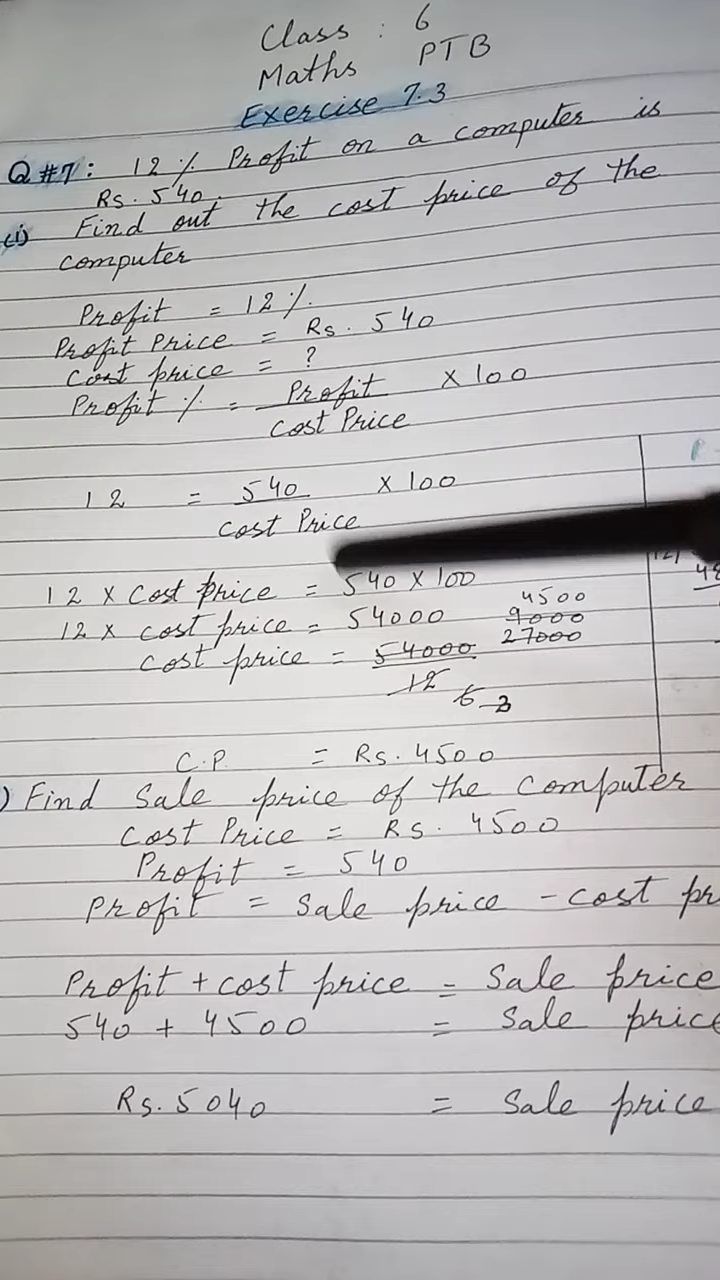 Class : 6
Maths PTB
Exercise 7.3
Q #7 : 12 % Profit on a computer is
Rs. 540.
(i) Find out the cost price of the
computer
Profit = 12 %.
Profit Price = Rs. 540
Cost price = ?
Profit % = Profit × 100
Cost Price
12 = 540 × 100
Cost Price
12 × Cost price = 540 × 100
12 × cost price = 54000
4500
9000
27000
cost price = 54000
12 6 3
C.P. = Rs. 4500
) Find Sale price of the computer
Cost Price = Rs. 4500
Profit = 540
Profit = Sale price - cost pr
Profit + cost price = Sale price
540 + 4500 = Sale price
Rs. 5040 = Sale price